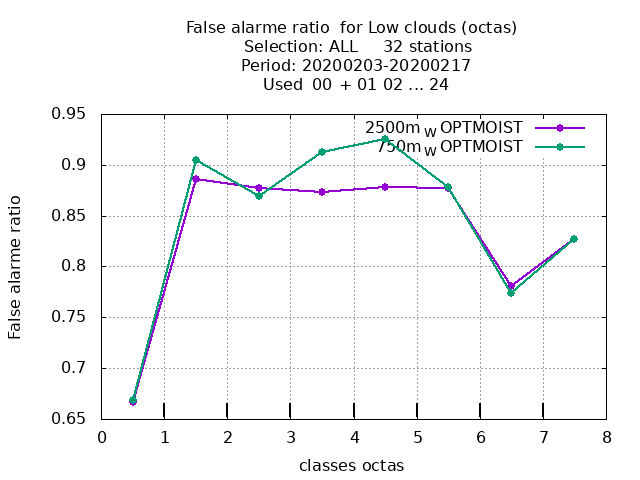 False alarme ratio  for Low clouds (octas)
Selection: ALL     32 stations
Period: 20200203-20200217
Used  00 + 01 02 ... 24
2500m_W OPTMOIST
750m_W OPTMOIST
0.95
0.9
0.85
0.8
0.75
0.7
0.65
False alarme ratio
0 1 2 3 4 5 6 7 8
classes octas